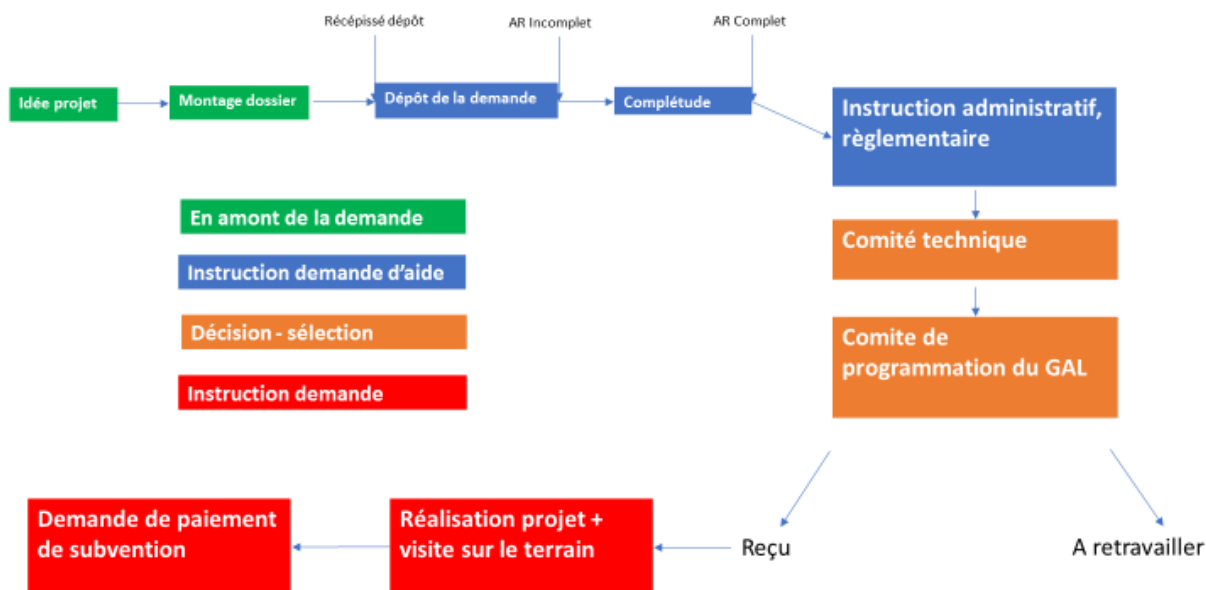 Récépissé dépôt
AR Incomplet
AR Complet
Idée projet
Montage dossier
Dépôt de la demande
Complétude
Instruction administratif,
règlementaire
En amont de la demande
Comité technique
Instruction demande d'aide
Décision - sélection
Comite de
programmation du GAL
Instruction demande
Demande de paiement
de subvention
Réalisation projet +
visite sur le terrain
Reçu
A retravailler